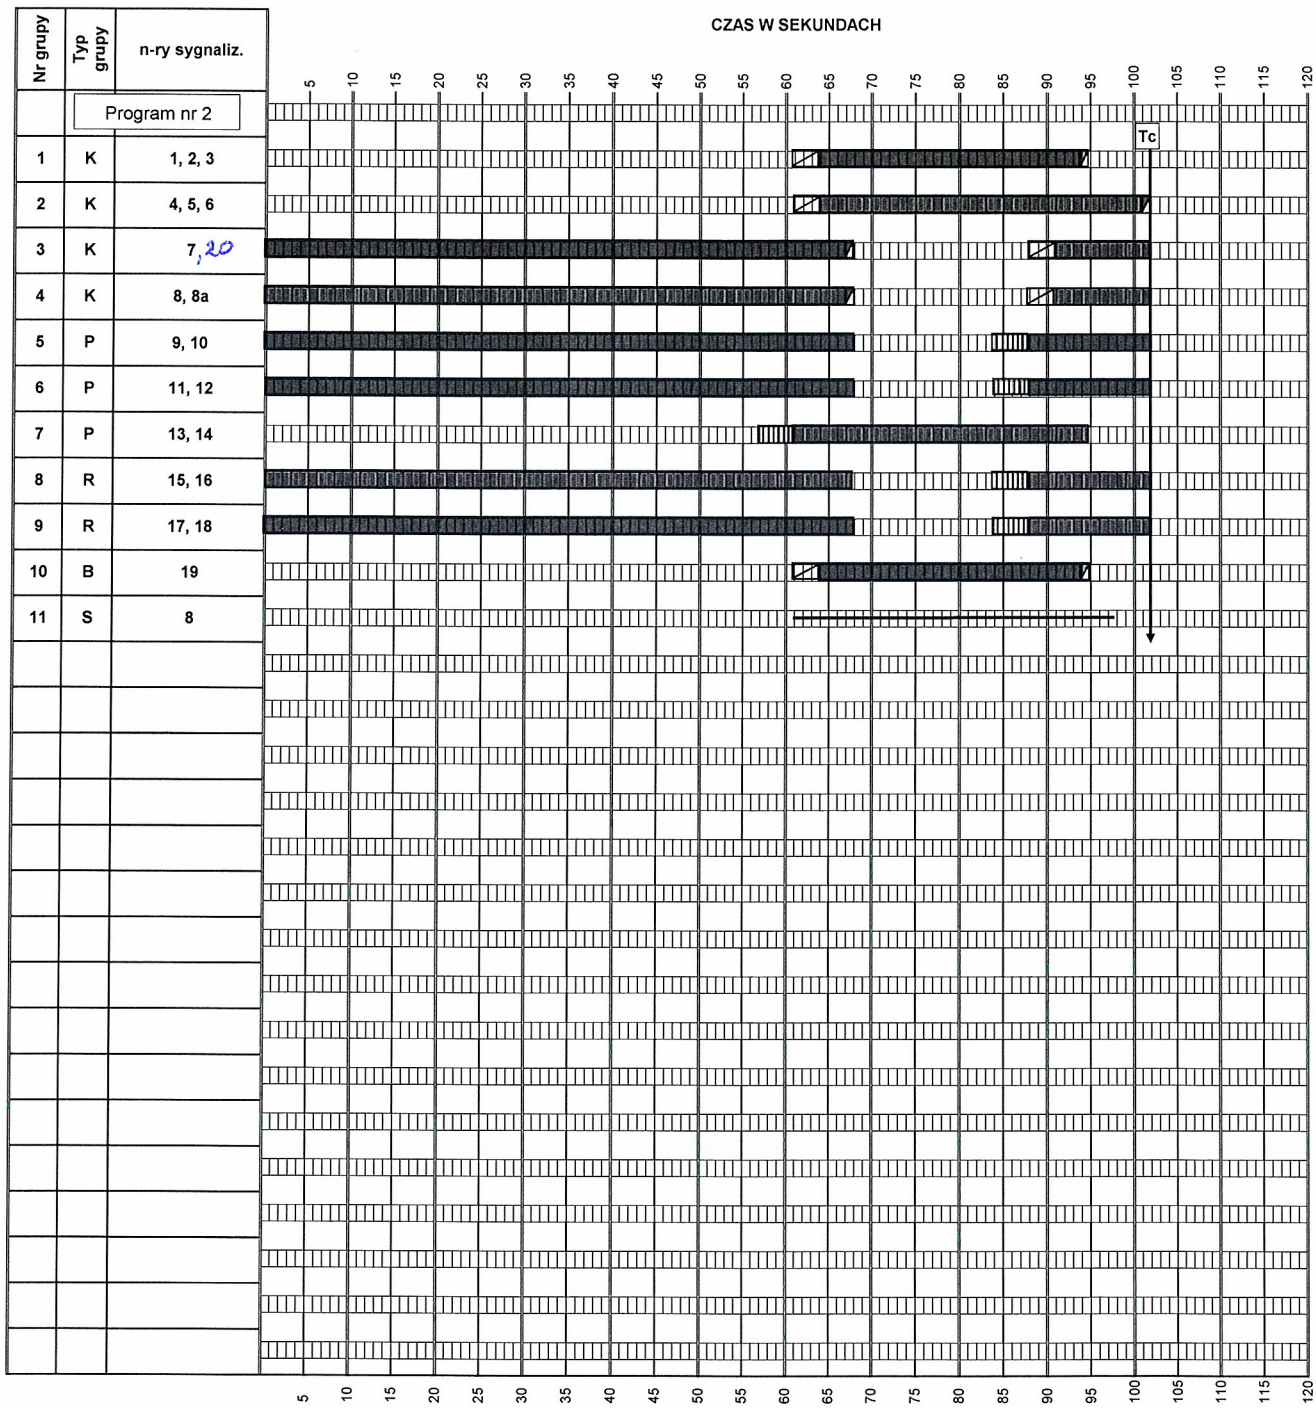 CZAS W SEKUNDACH
Nr grupy Typ grupy n-ry sygnaliz.
5 10 15 20 25 30 35 40 45 50 55 60 65 70 75 80 85 90 95 100 105 110 115 120
Program nr 2
Tc
1 K 1, 2, 3
2 K 4, 5, 6
3 K 7,20
4 K 8, 8a
5 P 9, 10
6 P 11, 12
7 P 13, 14
8 R 15, 16
9 R 17, 18
10 B 19
11 S 8
5 10 15 20 25 30 35 40 45 50 55 60 65 70 75 80 85 90 95 100 105 110 115 120